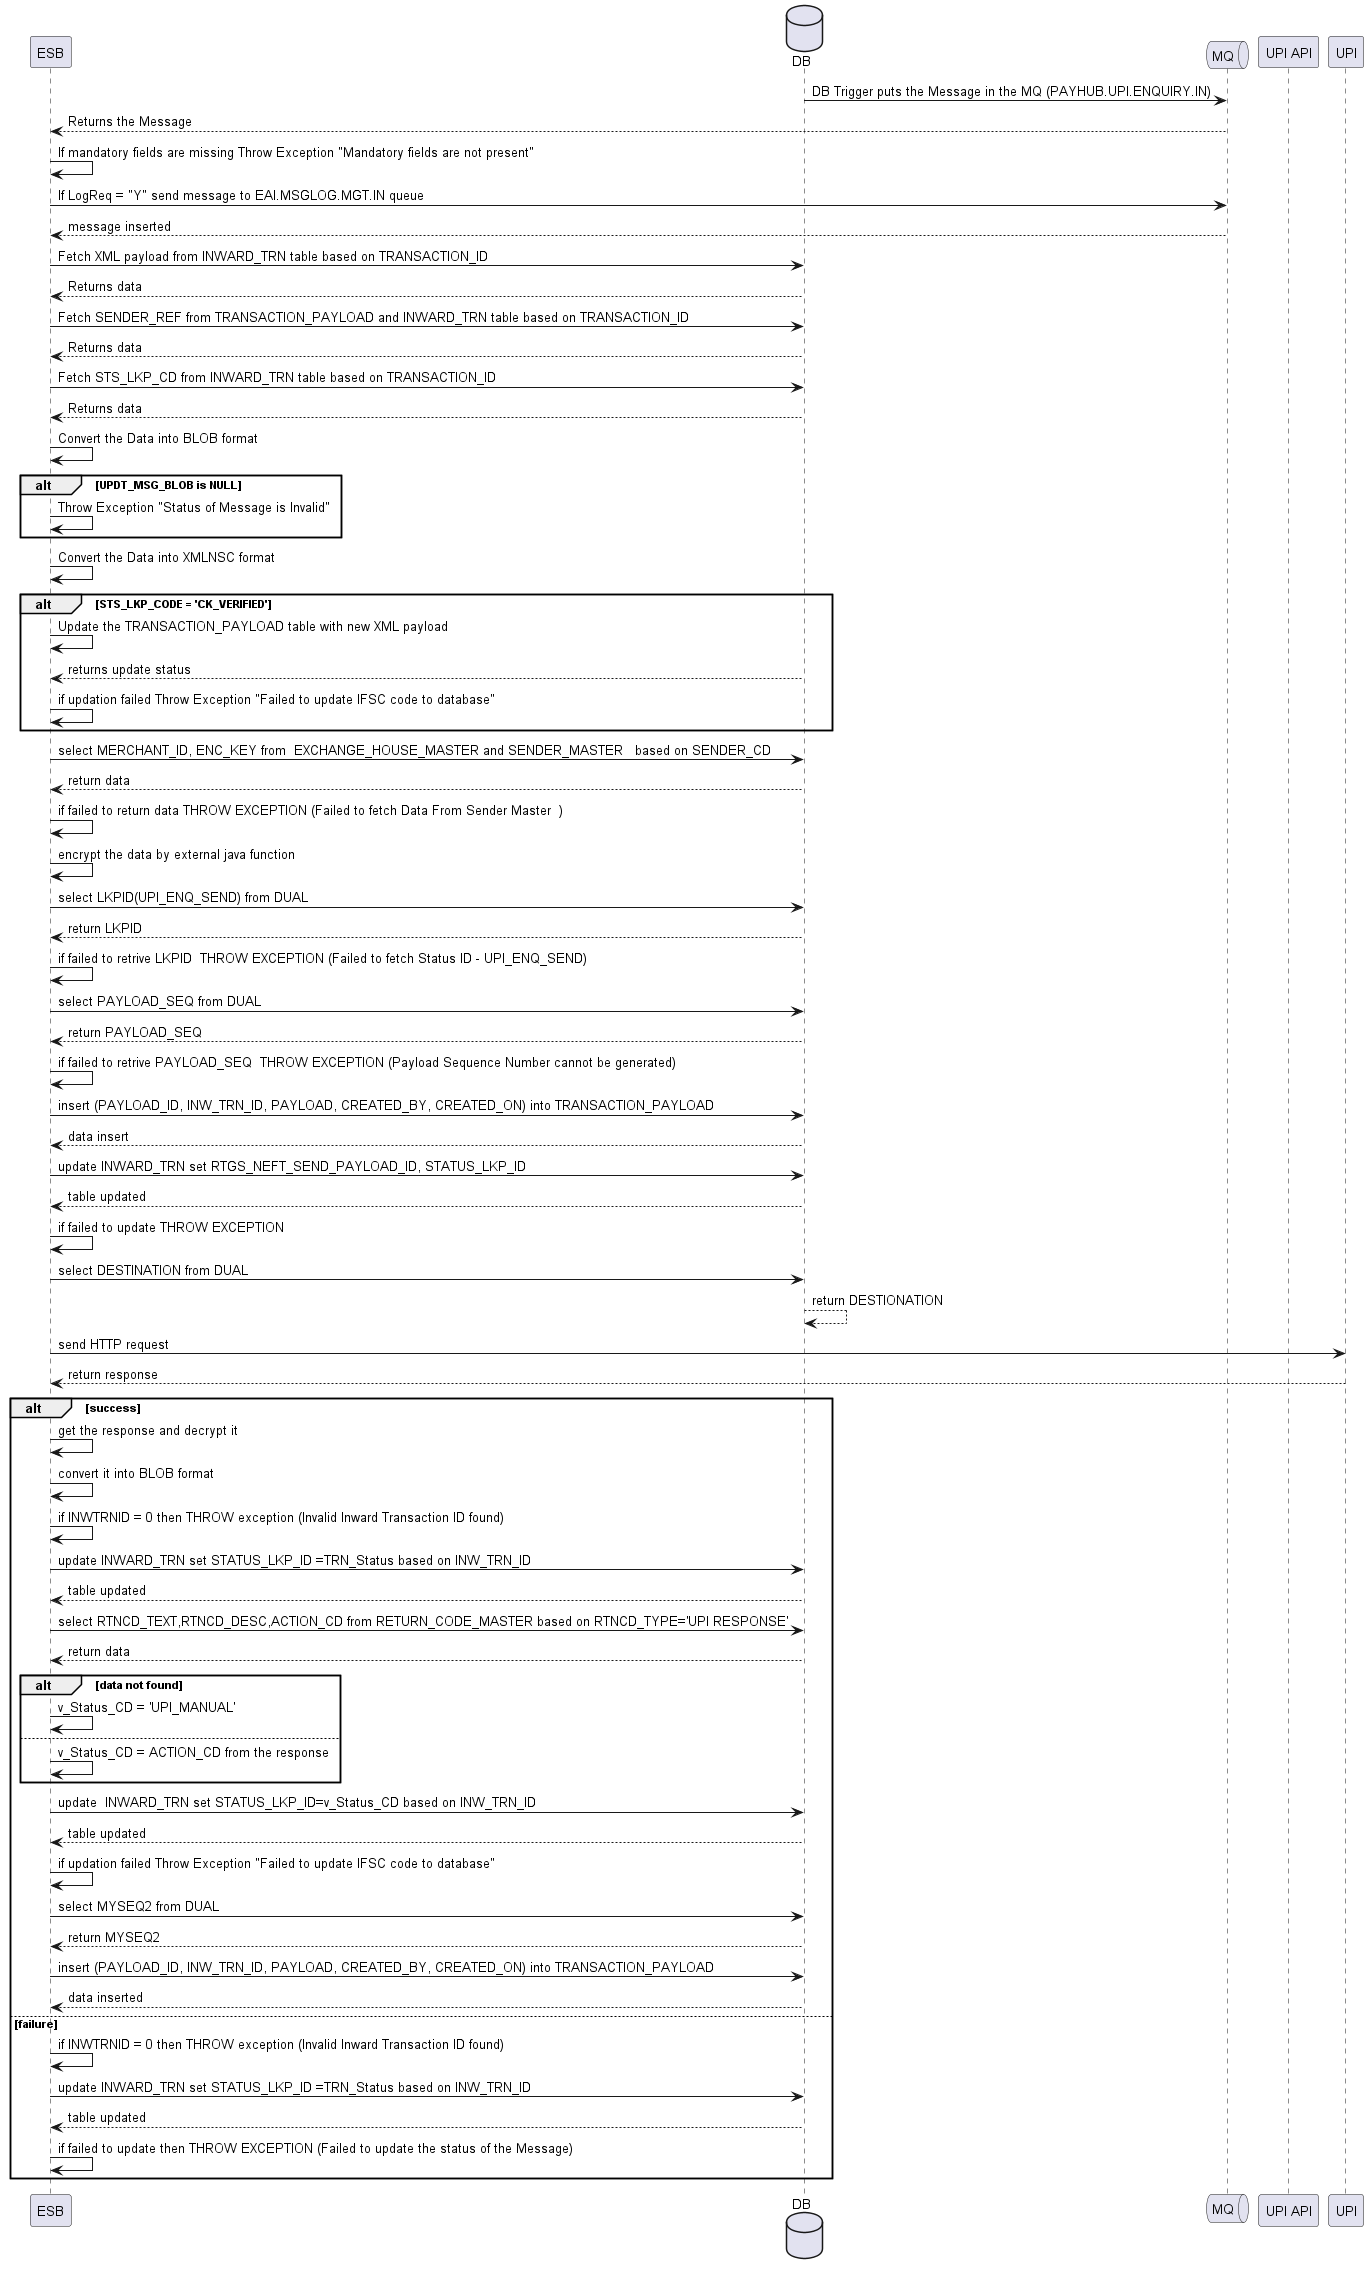 DB
ESB
MQ
UPI API
UPI
DB Trigger puts the Message in the MQ (PAYHUB.UPI.ENQUIRY.IN)
Returns the Message
If mandatory fields are missing Throw Exception "Mandatory fields are not present"
If LogReq = "Y" send message to EAI.MSGLOG.MGT.IN queue
message inserted
Fetch XML payload from INWARD_TRN table based on TRANSACTION_ID
Returns data
Fetch SENDER_REF from TRANSACTION_PAYLOAD and INWARD_TRN table based on TRANSACTION_ID
Returns data
Fetch STS_LKP_CD from INWARD_TRN table based on TRANSACTION_ID
Returns data
Convert the Data into BLOB format
alt [UPDT_MSG_BLOB is NULL]
Throw Exception "Status of Message is Invalid"
Convert the Data into XMLNSC format
alt [STS_LKP_CODE = 'CK_VERIFIED']
Update the TRANSACTION_PAYLOAD table with new XML payload
returns update status
if updation failed Throw Exception "Failed to update IFSC code to database"
select MERCHANT_ID, ENC_KEY from  EXCHANGE_HOUSE_MASTER and SENDER_MASTER   based on SENDER_CD
return data
if failed to return data THROW EXCEPTION (Failed to fetch Data From Sender Master  )
encrypt the data by external java function
select LKPID(UPI_ENQ_SEND) from DUAL
return LKPID
if failed to retrive LKPID  THROW EXCEPTION (Failed to fetch Status ID - UPI_ENQ_SEND)
select PAYLOAD_SEQ from DUAL
return PAYLOAD_SEQ
if failed to retrive PAYLOAD_SEQ  THROW EXCEPTION (Payload Sequence Number cannot be generated)
insert (PAYLOAD_ID, INW_TRN_ID, PAYLOAD, CREATED_BY, CREATED_ON) into TRANSACTION_PAYLOAD
data insert
update INWARD_TRN set RTGS_NEFT_SEND_PAYLOAD_ID, STATUS_LKP_ID
table updated
if failed to update THROW EXCEPTION
select DESTINATION from DUAL
return DESTIONATION
send HTTP request
return response
alt [success]
get the response and decrypt it
convert it into BLOB format
if INWTRNID = 0 then THROW exception (Invalid Inward Transaction ID found)
update INWARD_TRN set STATUS_LKP_ID =TRN_Status based on INW_TRN_ID
table updated
select RTNCD_TEXT,RTNCD_DESC,ACTION_CD from RETURN_CODE_MASTER based on RTNCD_TYPE='UPI RESPONSE'
return data
alt [data not found]
v_Status_CD = 'UPI_MANUAL'
v_Status_CD = ACTION_CD from the response
update  INWARD_TRN set STATUS_LKP_ID=v_Status_CD based on INW_TRN_ID
table updated
if updation failed Throw Exception "Failed to update IFSC code to database"
select MYSEQ2 from DUAL
return MYSEQ2
insert (PAYLOAD_ID, INW_TRN_ID, PAYLOAD, CREATED_BY, CREATED_ON) into TRANSACTION_PAYLOAD
data inserted
[failure]
if INWTRNID = 0 then THROW exception (Invalid Inward Transaction ID found)
update INWARD_TRN set STATUS_LKP_ID =TRN_Status based on INW_TRN_ID
table updated
if failed to update then THROW EXCEPTION (Failed to update the status of the Message)
ESB
DB
MQ
UPI API
UPI